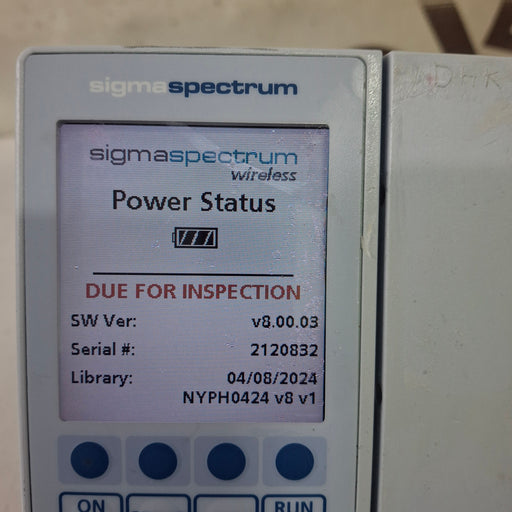 sigmaspectrum
sigmaspectrum
wireless
Power Status
DUE FOR INSPECTION
SW Ver: v8.00.03
Serial #: 2120832
Library: 04/08/2024
NYPH0424 v8 v1
ON
RUN